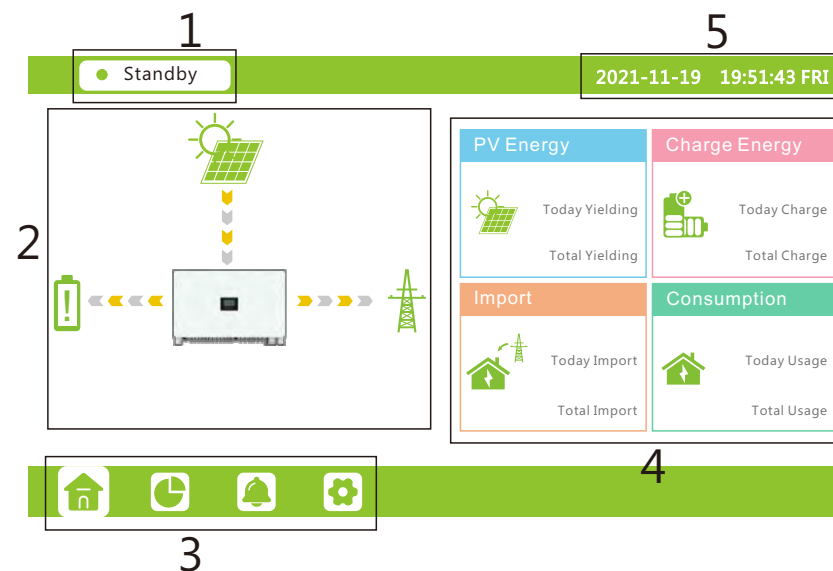 1
5
Standby
2021-11-19 19:51:43 FRI
2
PV Energy
Charge Energy
Today Yielding
Today Charge
Total Yielding
Total Charge
Import
Consumption
Today Import
Today Usage
Total Import
Total Usage
4
3